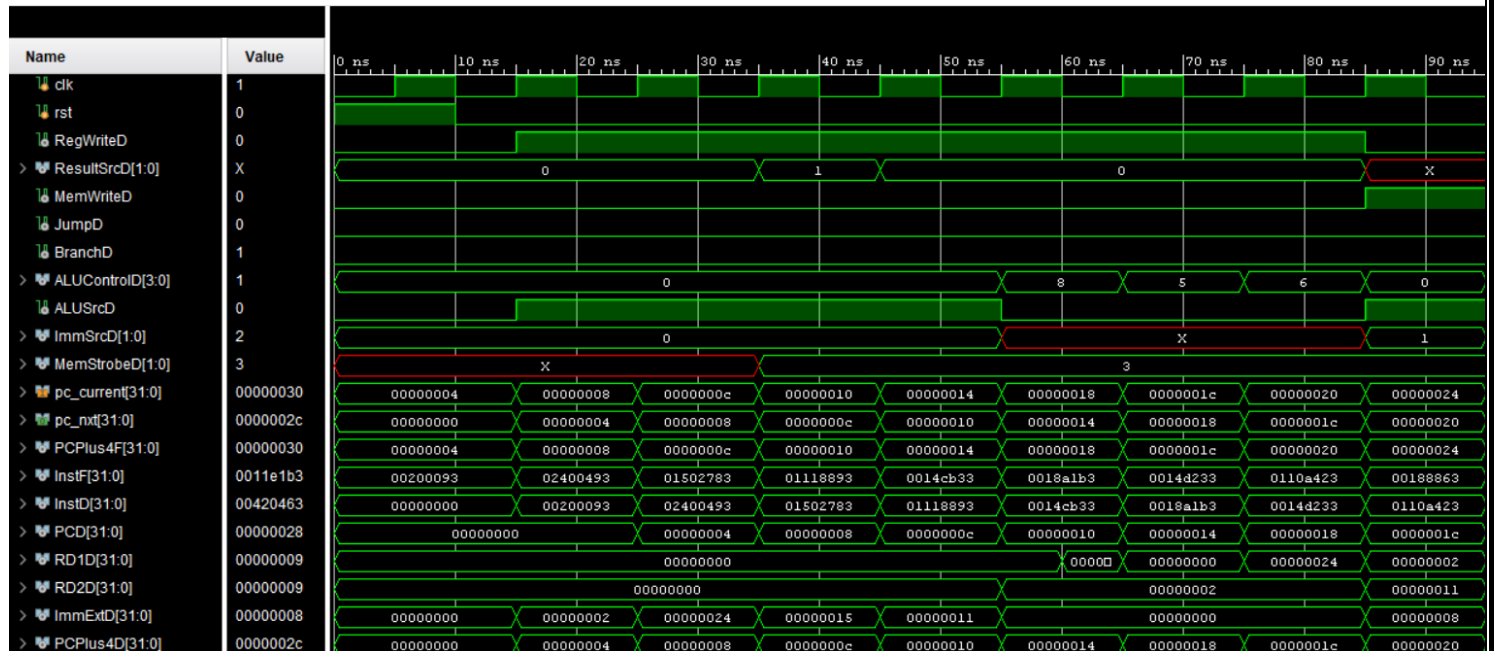 Name Value 0 ns 10 ns 20 ns 30 ns 40 ns 50 ns 60 ns 70 ns 80 ns 90 ns
clk 1
rst 0
RegWriteD 0
ResultSrcD[1:0] X 0 1 0 X
MemWriteD 0
JumpD 0
BranchD 1
ALUControlD[3:0] 1 0 8 5 6 0
ALUSrcD 0
ImmSrcD[1:0] 2 0 X 1
MemStrobeD[1:0] 3 X 3
pc_current[31:0] 00000030 00000004 00000008 0000000c 00000010 00000014 00000018 0000001c 00000020 00000024
pc_nxt[31:0] 0000002c 00000000 00000004 00000008 0000000c 00000010 00000014 00000018 0000001c 00000020
PCPlus4F[31:0] 00000030 00000004 00000008 0000000c 00000010 00000014 00000018 0000001c 00000020 00000024
InstF[31:0] 0011e1b3 00200093 02400493 01502783 01118893 0014cb33 0018a1b3 0014d233 0110a423 00188863
InstD[31:0] 00420463 00000000 00200093 02400493 01502783 01118893 0014cb33 0018a1b3 0014d233 0110a423
PCD[31:0] 00000028 00000000 00000004 00000008 0000000c 00000010 00000014 00000018 0000001c
RD1D[31:0] 00000009 00000000 0000 00000000 00000024 00000002
RD2D[31:0] 00000009 00000000 00000002 00000011
ImmExtD[31:0] 00000008 00000000 00000002 00000024 00000015 00000011 00000000 00000008
PCPlus4D[31:0] 0000002c 00000000 00000004 00000008 0000000c 00000010 00000014 00000018 0000001c 00000020